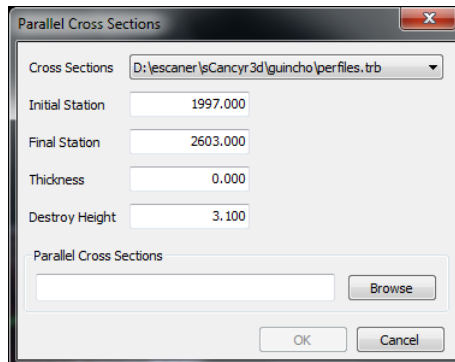 Parallel Cross Sections
Cross Sections D:\escaner\sCancyr3d\guincho\perfiles.trb
Initial Station 1997.000
Final Station 2603.000
Thickness 0.000
Destroy Height 3.100
Parallel Cross Sections
Browse
OK Cancel